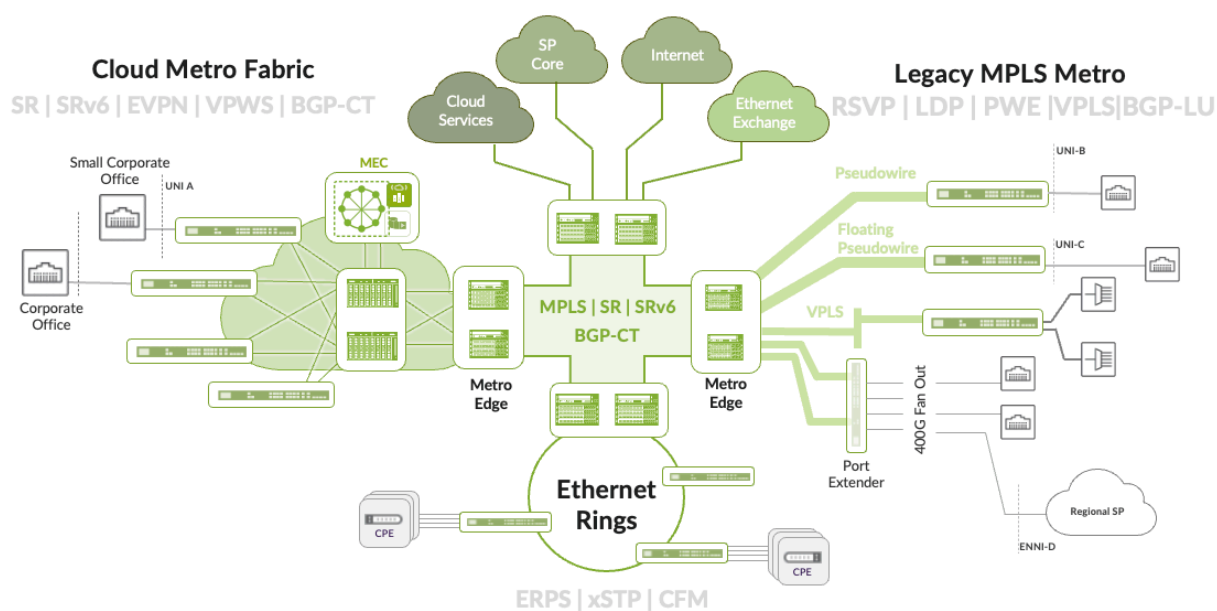 Cloud Metro Fabric
SR | SRv6 | EVPN | VPWS | BGP-CT
SP
Core
Internet
Cloud
Services
Ethernet
Exchange
Legacy MPLS Metro
RSVP | LDP | PWE |VPLS|BGP-LU
Small Corporate
Office
UNI A
MEC
Corporate
Office
Metro
Edge
MPLS | SR | SRv6
BGP-CT
Metro
Edge
Pseudowire
UNI-B
Floating
Pseudowire
UNI-C
VPLS
400G Fan Out
Port
Extender
Regional SP
ENNI-D
Ethernet
Rings
CPE
CPE
ERPS | xSTP | CFM